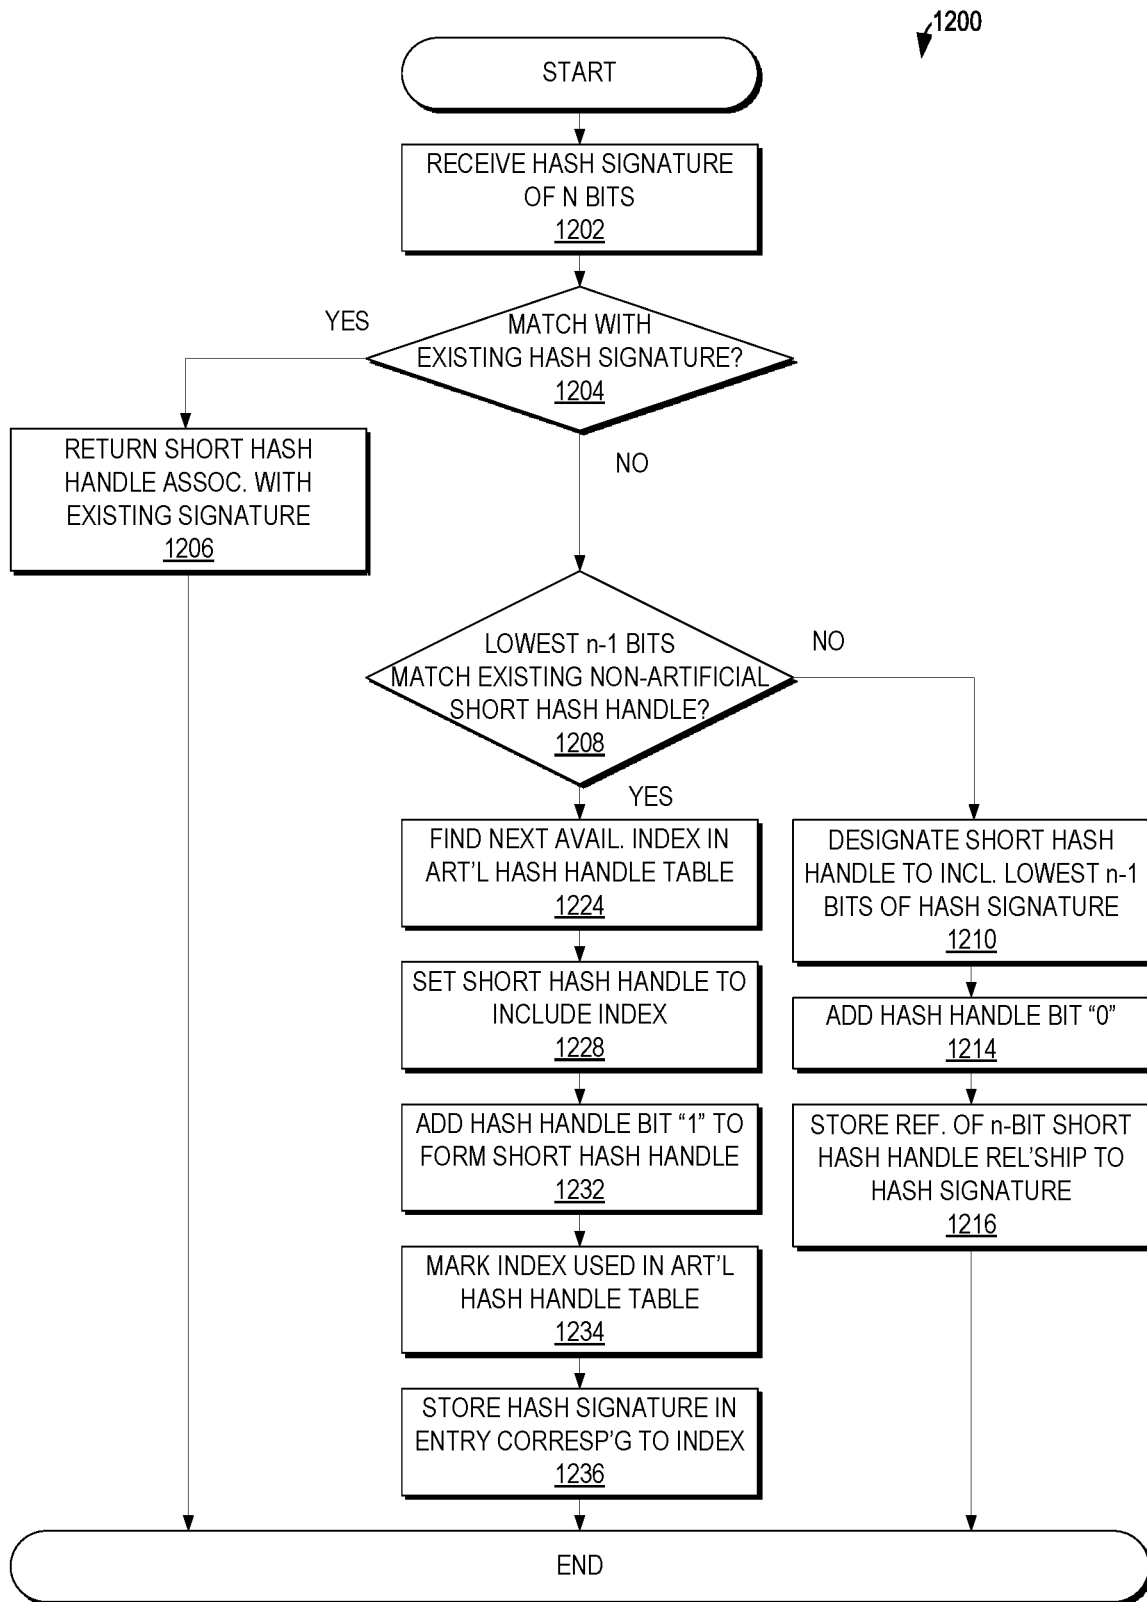 1200
START
RECEIVE HASH SIGNATURE
OF N BITS
1202
MATCH WITH
EXISTING HASH SIGNATURE?
1204
YES
NO
RETURN SHORT HASH
HANDLE ASSOC. WITH
EXISTING SIGNATURE
1206
LOWEST n-1 BITS
MATCH EXISTING NON-ARTIFICIAL
SHORT HASH HANDLE?
1208
NO
YES
FIND NEXT AVAIL. INDEX IN
ART'L HASH HANDLE TABLE
1224
SET SHORT HASH HANDLE TO
INCLUDE INDEX
1228
ADD HASH HANDLE BIT “1” TO
FORM SHORT HASH HANDLE
1232
MARK INDEX USED IN ART'L
HASH HANDLE TABLE
1234
STORE HASH SIGNATURE IN
ENTRY CORRESP'G TO INDEX
1236
DESIGNATE SHORT HASH
HANDLE TO INCL. LOWEST n-1
BITS OF HASH SIGNATURE
1210
ADD HASH HANDLE BIT “0”
1214
STORE REF. OF n-BIT SHORT
HASH HANDLE REL'SHIP TO
HASH SIGNATURE
1216
END